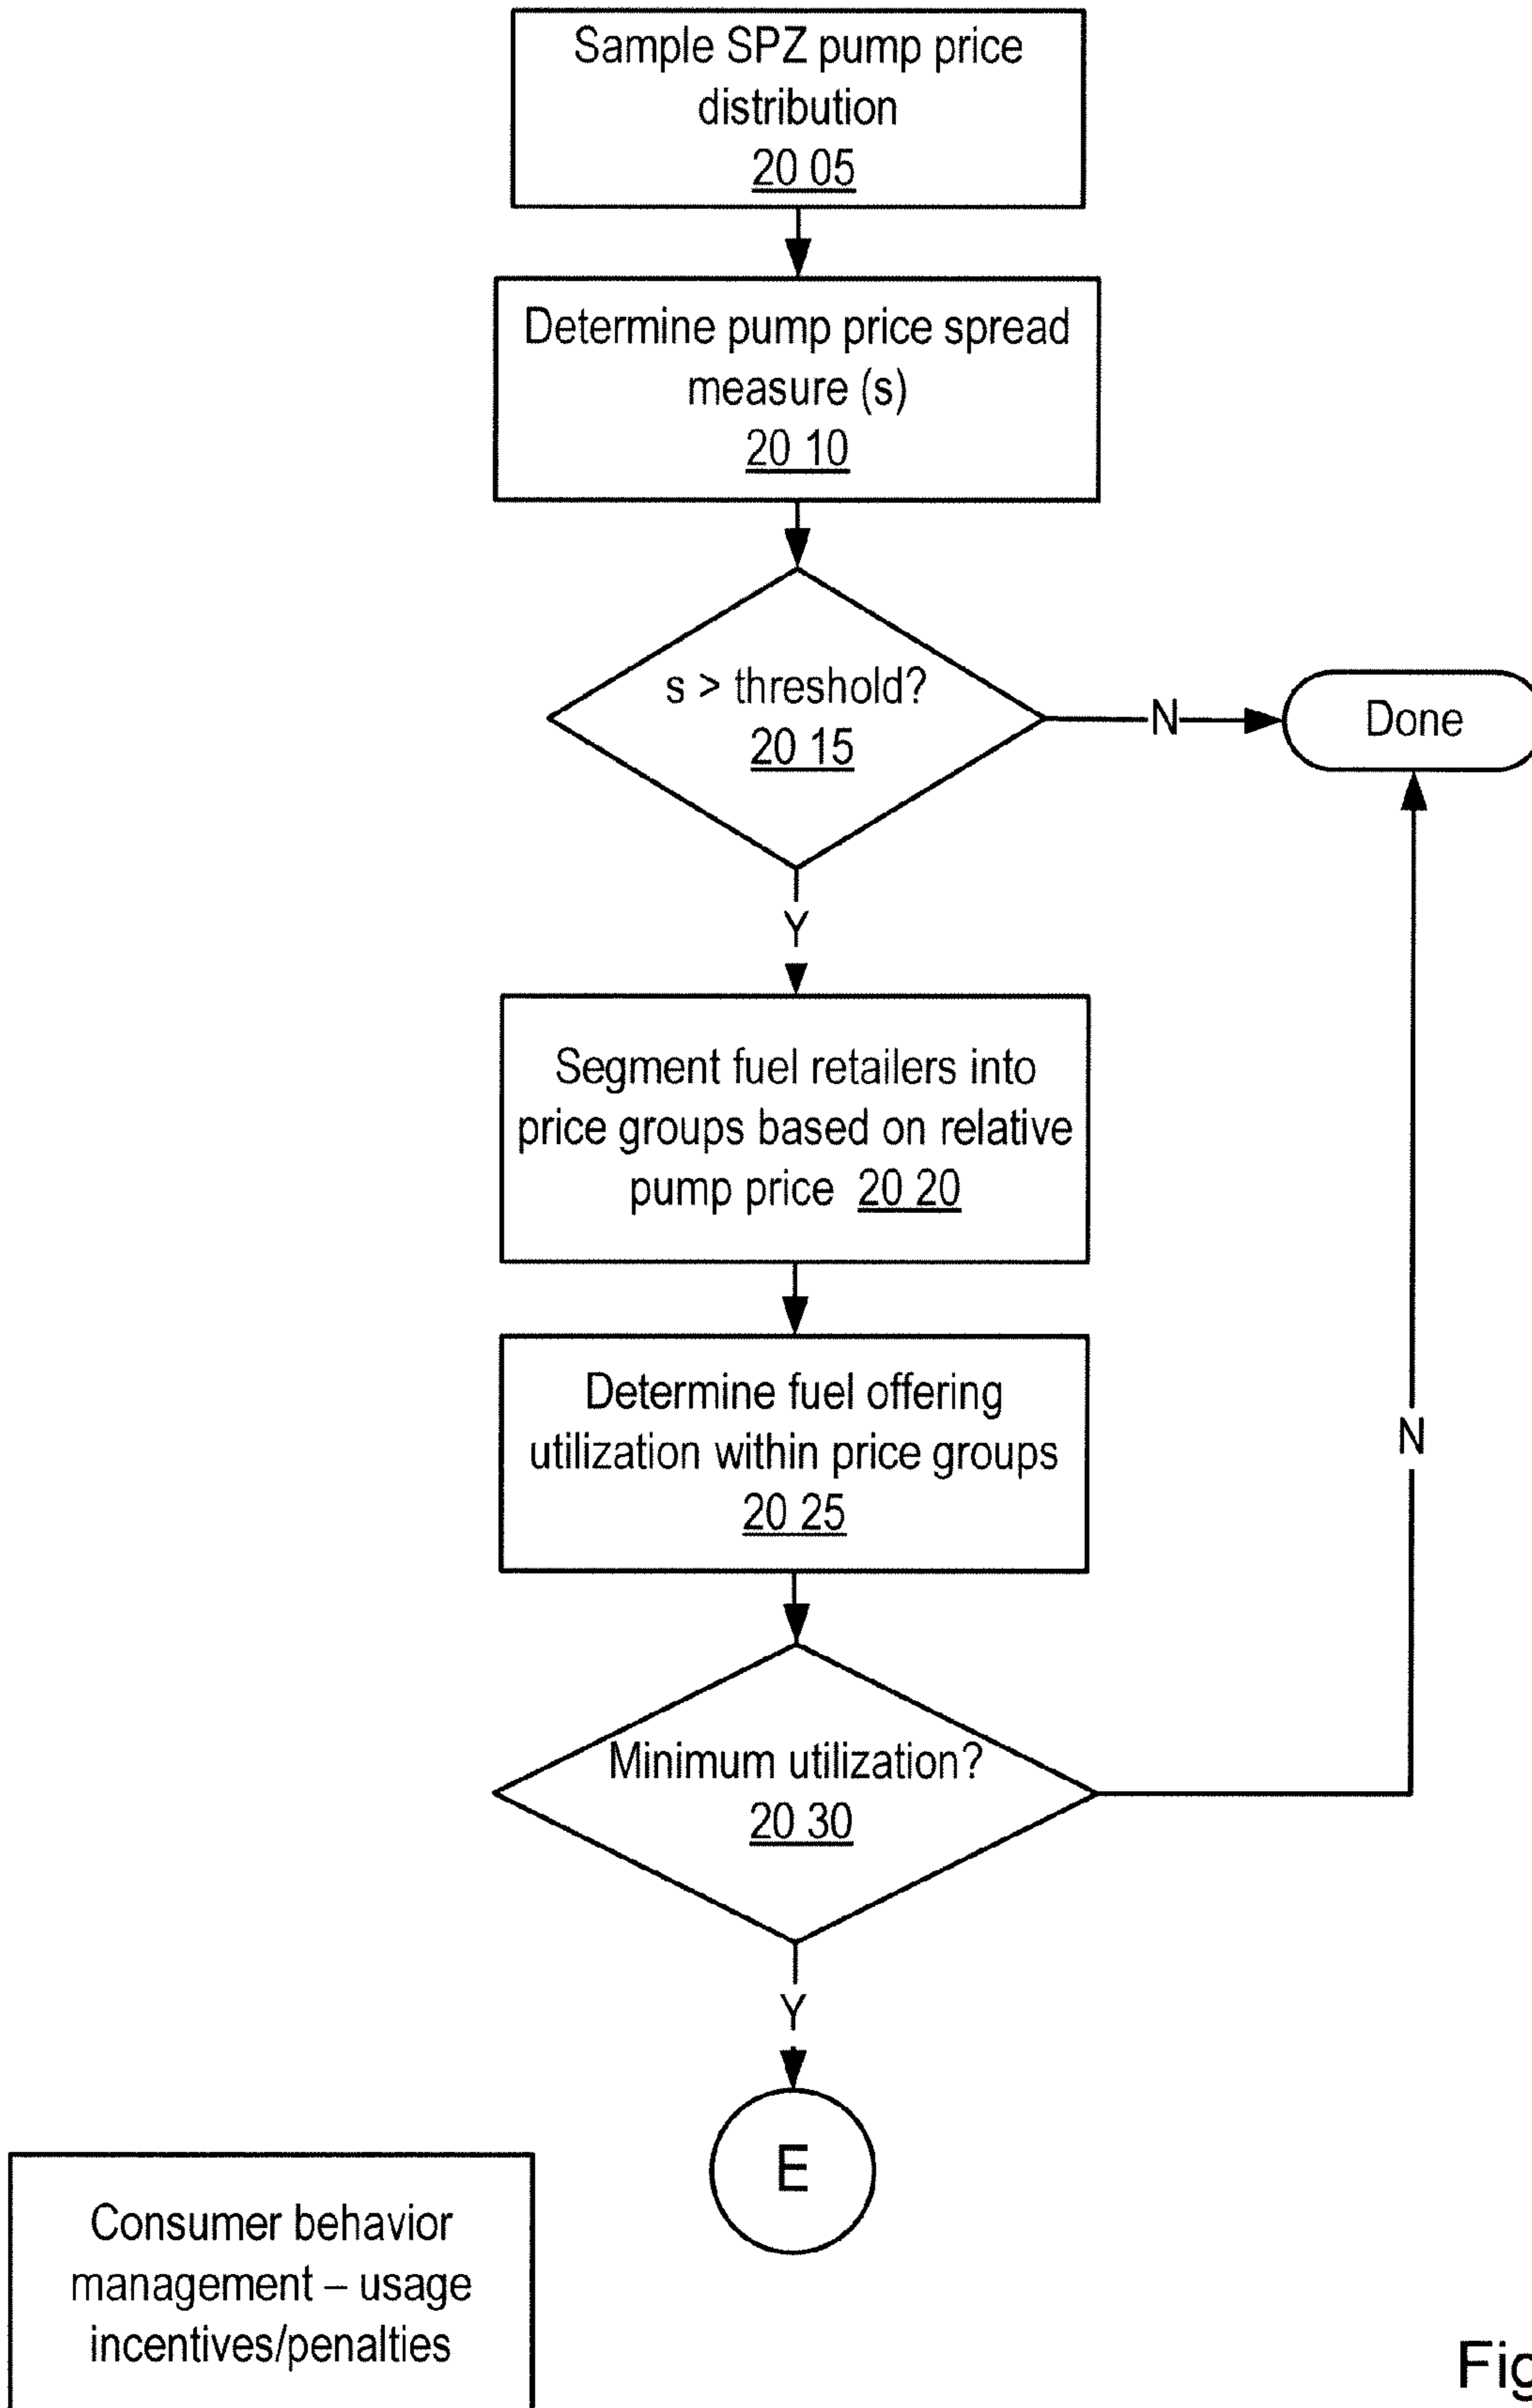 Sample SPZ pump price
distribution
20 05
Determine pump price spread
measure (s)
20 10
s > threshold?
20 15
N
Done
Y
Segment fuel retailers into
price groups based on relative
pump price 20 20
Determine fuel offering
utilization within price groups
20 25
N
Minimum utilization?
20 30
Y
E
Consumer behavior
management – usage
incentives/penalties